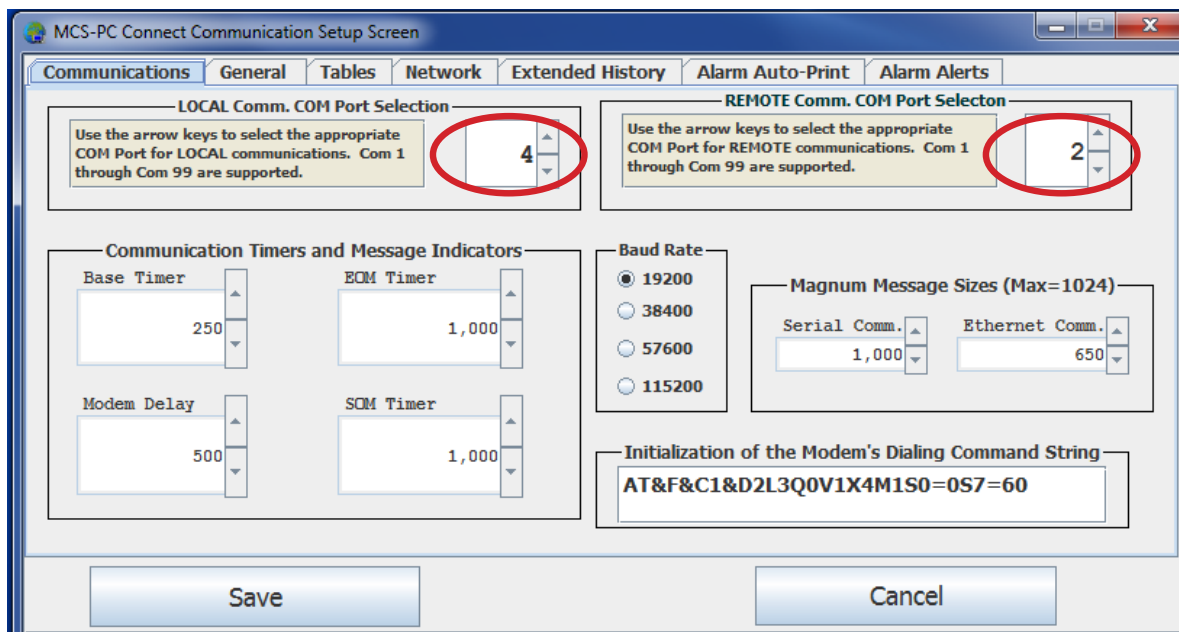 MCS-PC Connect Communication Setup Screen
Communications General Tables Network Extended History Alarm Auto-Print Alarm Alerts
LOCAL Comm. COM Port Selection
Use the arrow keys to select the appropriate
COM Port for LOCAL communications. Com 1
through Com 99 are supported.
4
REMOTE Comm. COM Port Selecton
Use the arrow keys to select the appropriate
COM Port for REMOTE communications. Com 1
through Com 99 are supported.
2
Communication Timers and Message Indicators
Base Timer EOM Timer
250 1,000
Modem Delay SOM Timer
500 1,000
Baud Rate
19200
38400
57600
115200
Magnum Message Sizes (Max=1024)
Serial Comm. Ethernet Comm.
1,000 650
Initialization of the Modem's Dialing Command String
AT&F&C1&D2L3Q0V1X4M1S0=0S7=60
Save Cancel